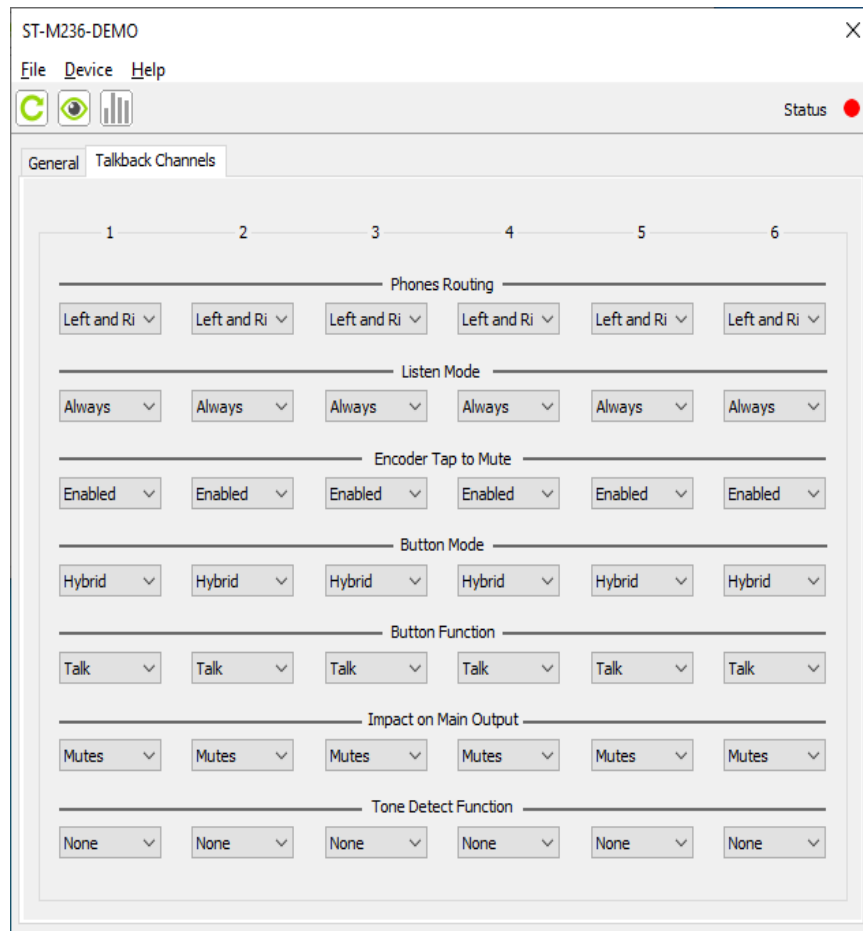 ST-M236-DEMO
File Device Help
Status
General Talkback Channels
1 2 3 4 5 6
Phones Routing
Left and Ri Left and Ri Left and Ri Left and Ri Left and Ri Left and Ri
Listen Mode
Always Always Always Always Always Always
Encoder Tap to Mute
Enabled Enabled Enabled Enabled Enabled Enabled
Button Mode
Hybrid Hybrid Hybrid Hybrid Hybrid Hybrid
Button Function
Talk Talk Talk Talk Talk Talk
Impact on Main Output
Mutes Mutes Mutes Mutes Mutes Mutes
Tone Detect Function
None None None None None None